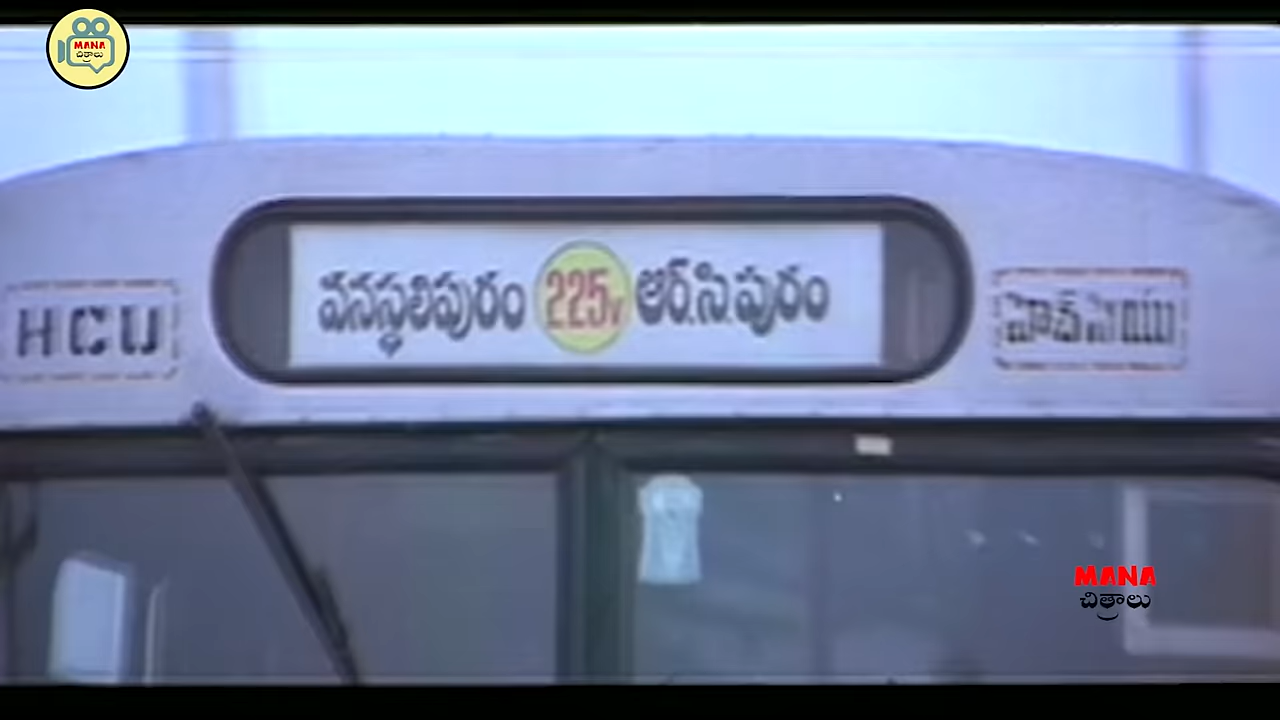 MANA
చిత్రాలు
వనస్థలిపురం 225V ఆర్.సి.పురం
HCU
హెచ్ సియు
MANA
చిత్రాలు